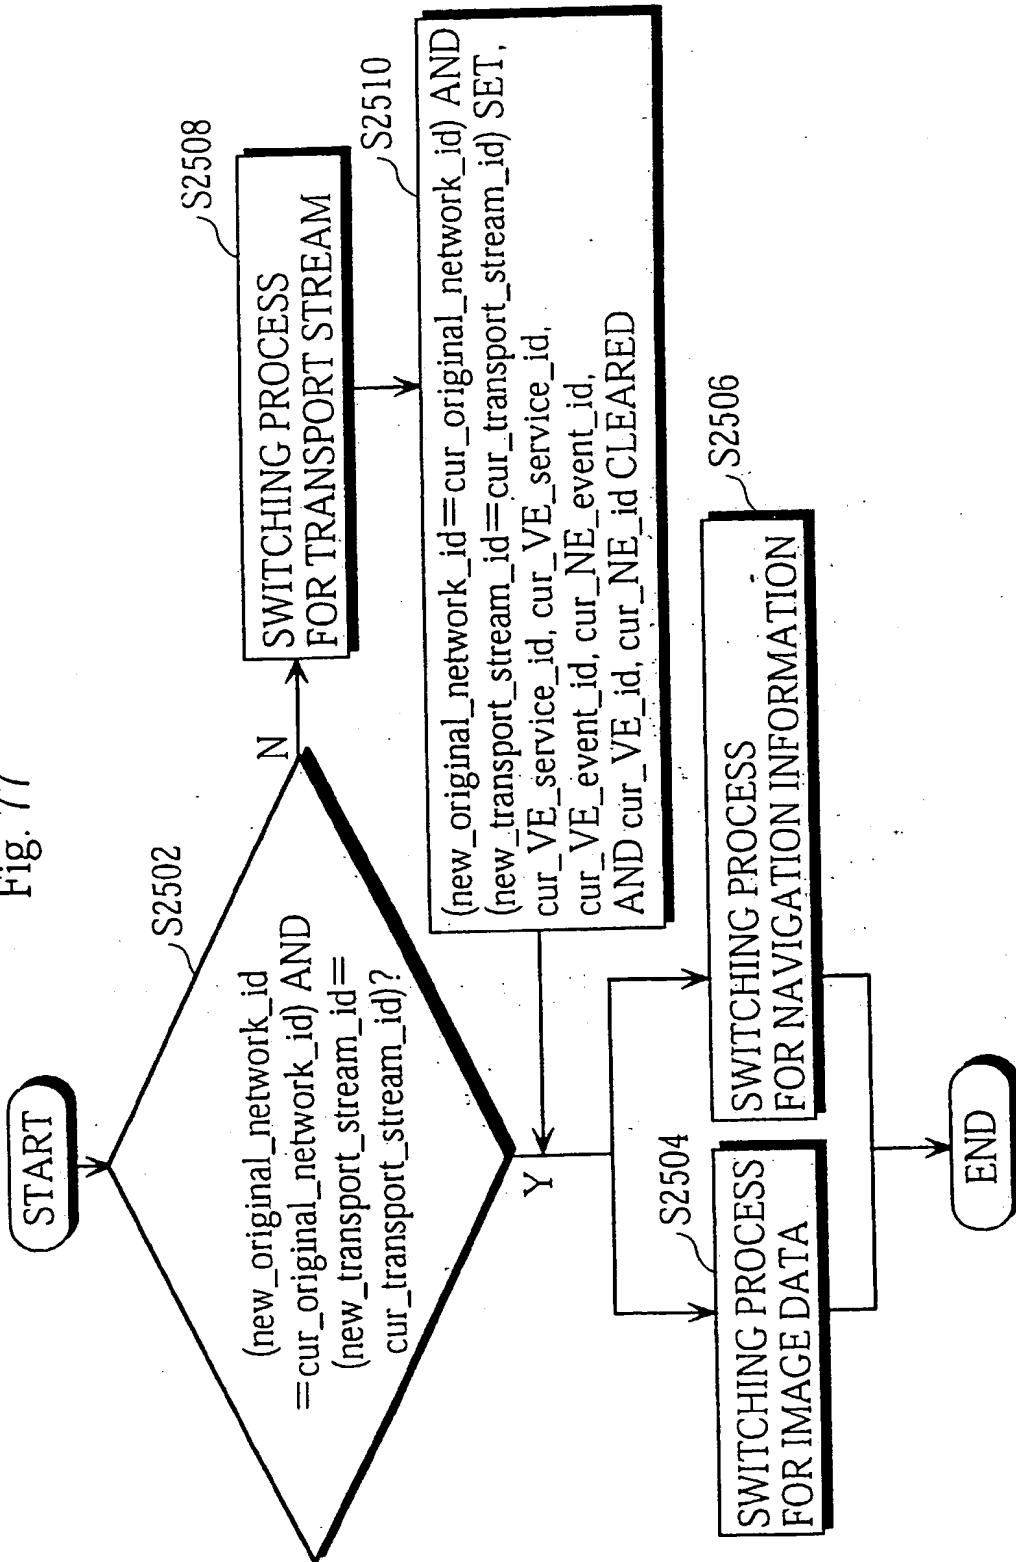 Fig. 77
START
S2502
(new_original_network_id
=cur_original_network_id) AND
(new_transport_stream_id=
cur_transport_stream_id)?
N
Y
S2508
SWITCHING PROCESS
FOR TRANSPORT STREAM
S2510
(new_original_network_id=cur_original_network_id) AND
(new_transport_stream_id=cur_transport_stream_id) SET,
cur_VE_service_id, cur_VE_service_id,
cur_VE_event_id, cur_NE_event_id,
AND cur_VE_id, cur_NE_id CLEARED
S2504
SWITCHING PROCESS
FOR IMAGE DATA
S2506
SWITCHING PROCESS
FOR NAVIGATION INFORMATION
END